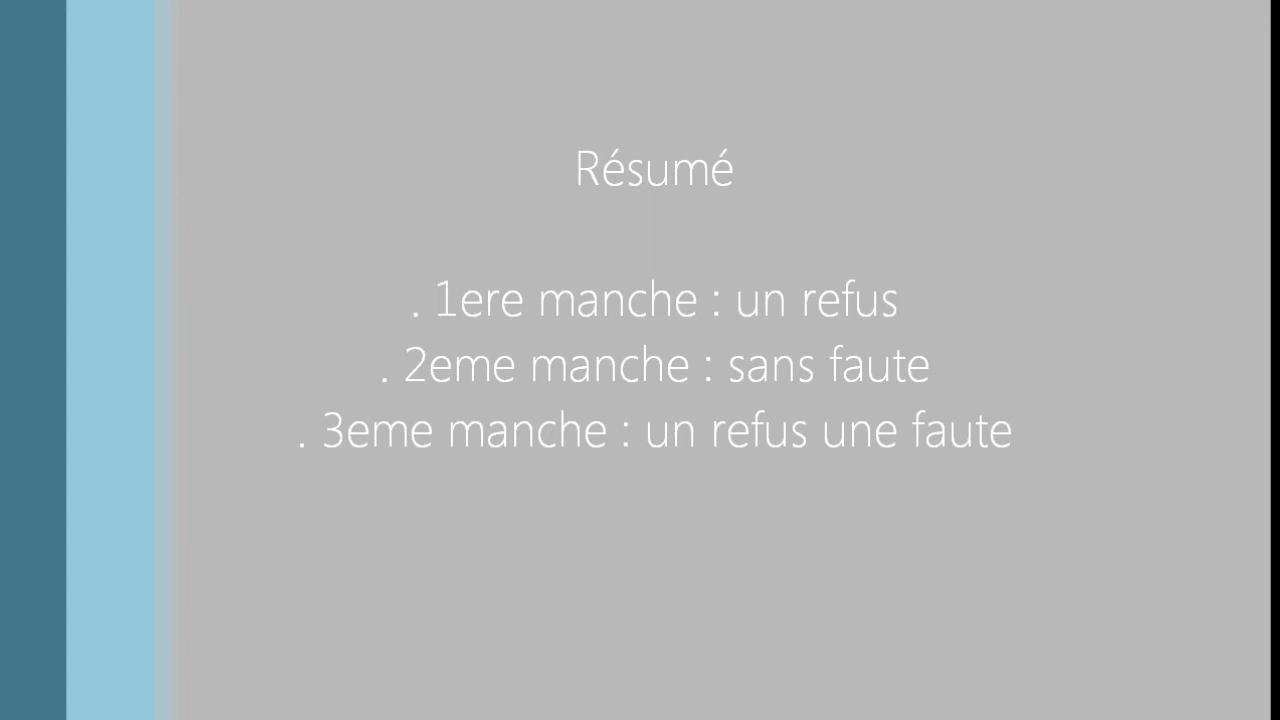 Résumé
. 1ere manche : un refus
. 2eme manche : sans faute
. 3eme manche : un refus une faute